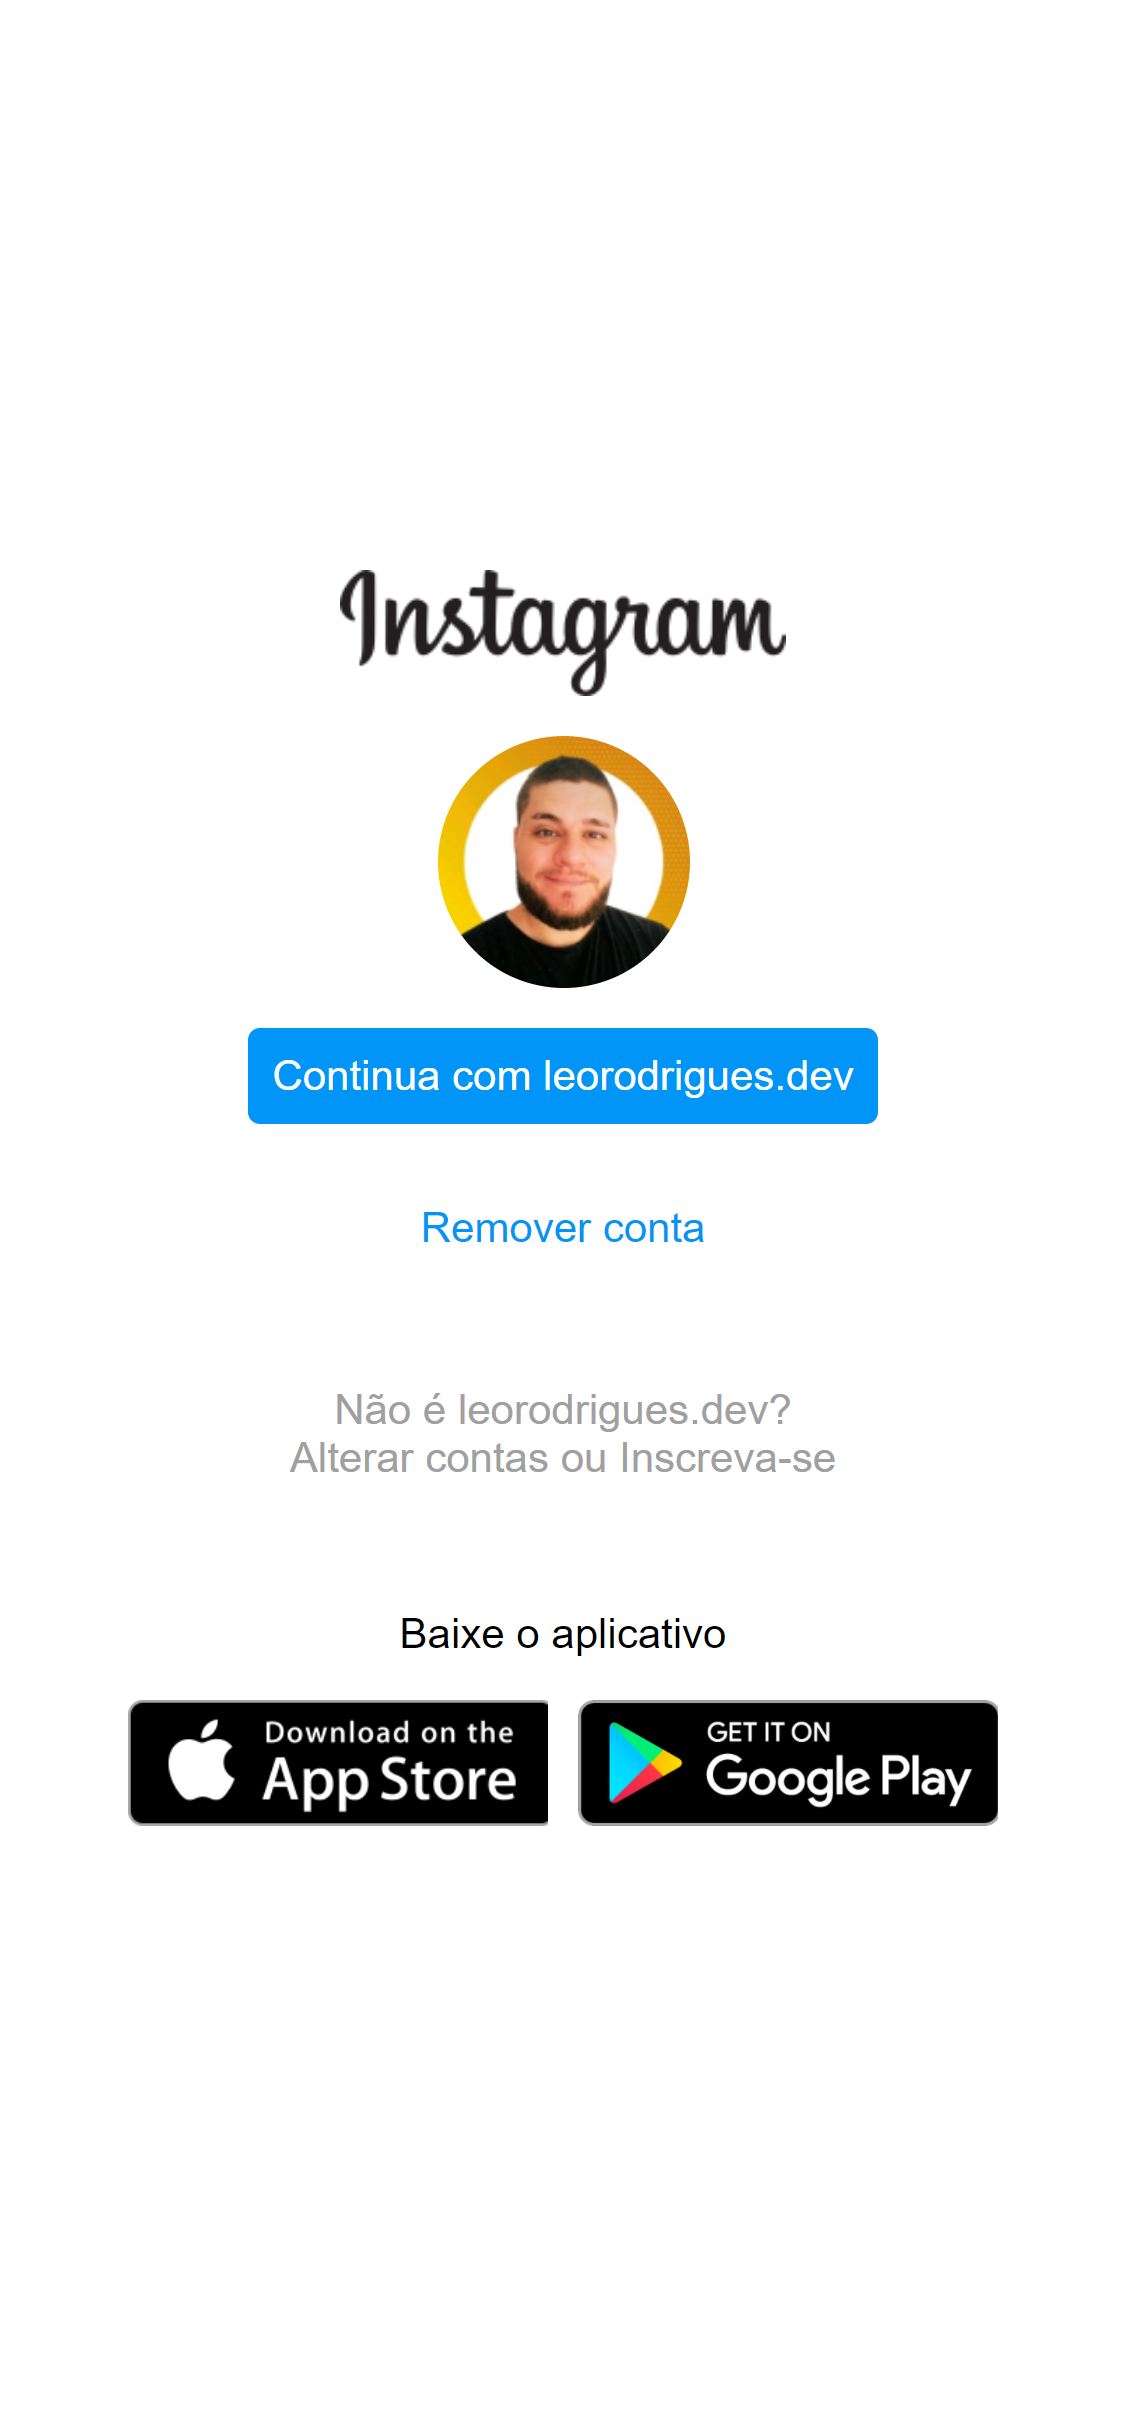 Instagram
Continua com leorodrigues.dev
Remover conta
Não é leorodrigues.dev?
Alterar contas ou Inscreva-se
Baixe o aplicativo
Download on the
App Store
GET IT ON
Google Play